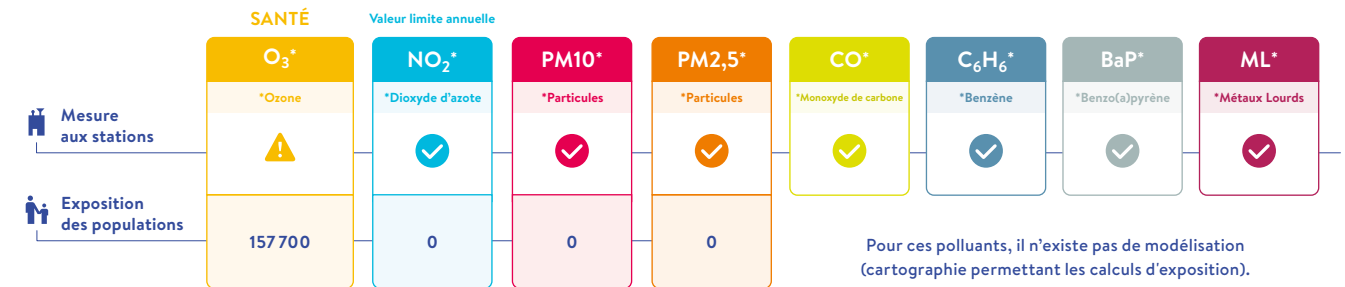 SANTÉ
Valeur limite annuelle
O3*
NO2*
PM10*
PM2,5*
CO*
C6H6*
BaP*
ML*
*Ozone
*Dioxyde d'azote
*Particules
*Particules
*Monoxyde de carbone
*Benzène
*Benzo(a)pyrène
*Métaux Lourds
Mesure
aux stations
Exposition
des populations
157 700
0
0
0
Pour ces polluants, il n'existe pas de modélisation
(cartographie permettant les calculs d'exposition).